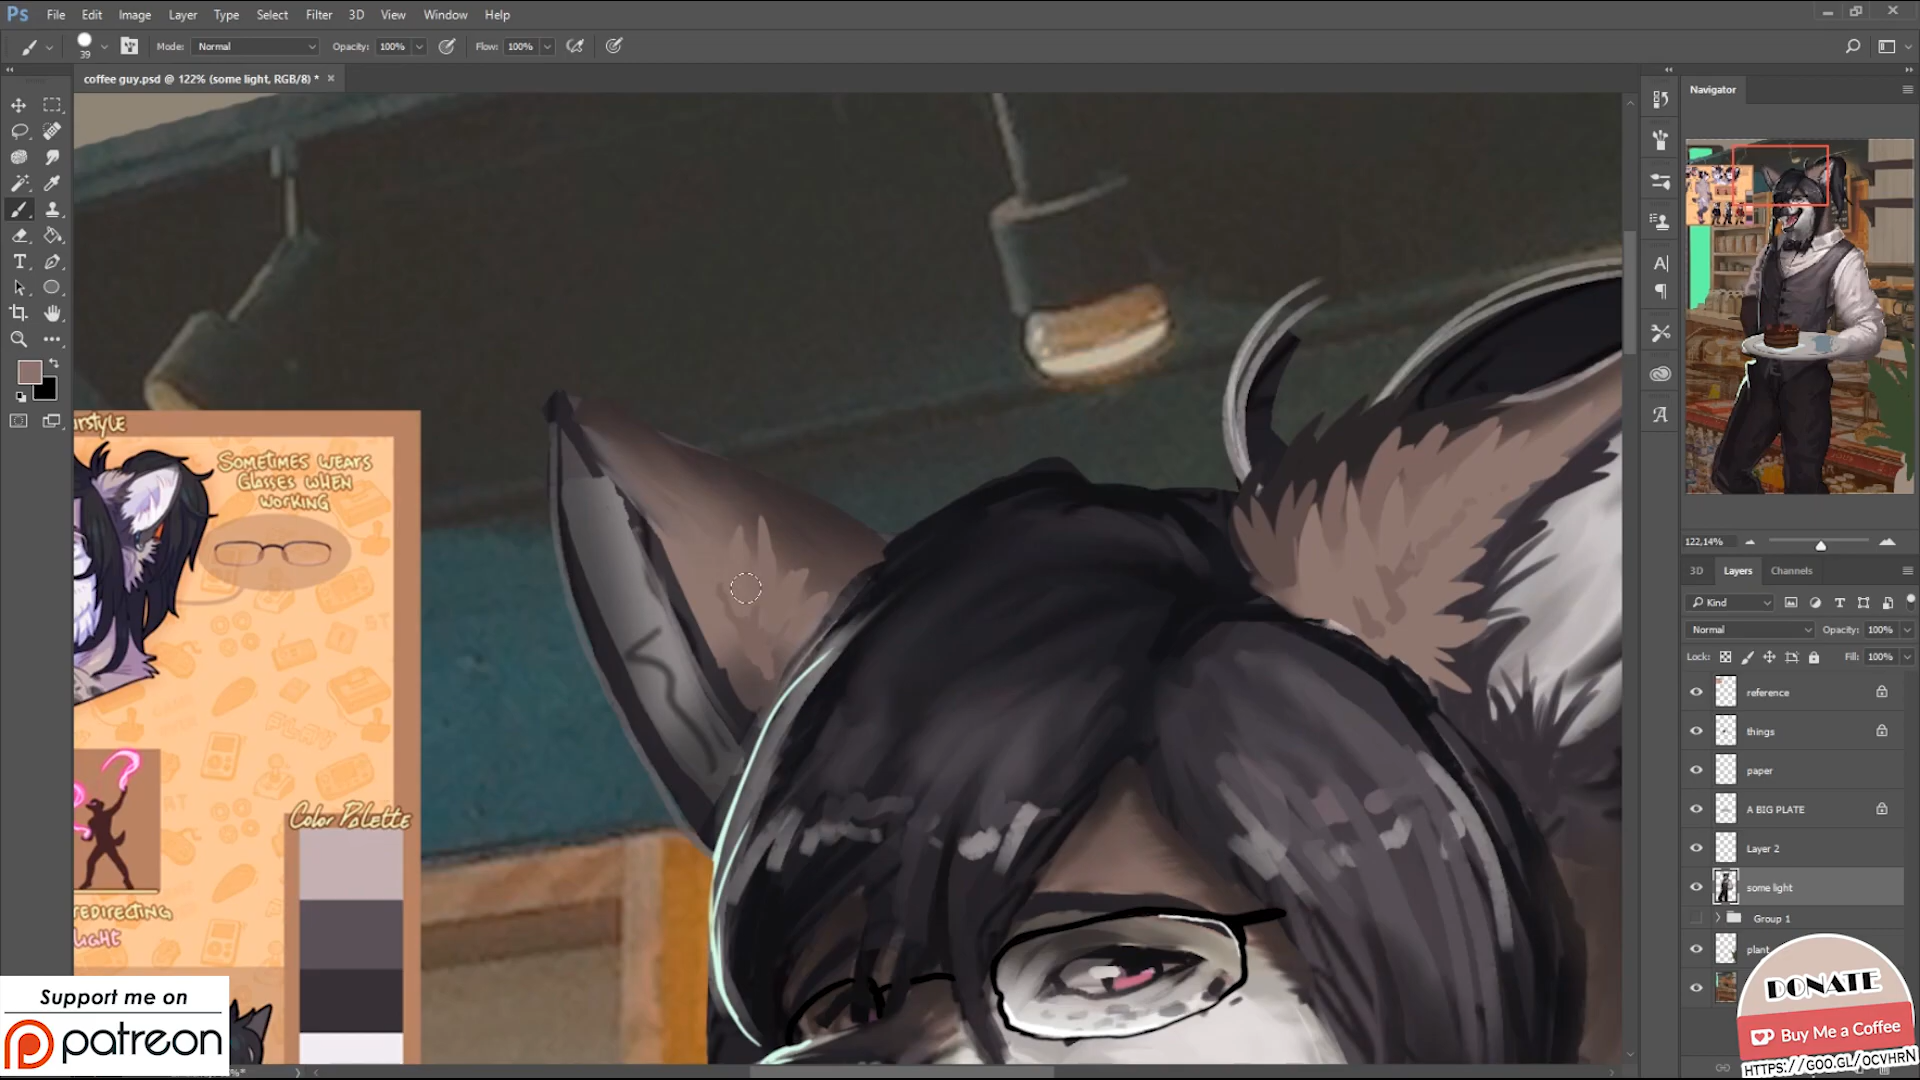 Ps File Edit Image Layer Type Select Filter 3D View Window Help
39 Mode: Normal Opacity: 100% Flow: 100%
coffee guy.psd @ 122% (some light, RGB/8) * ×
Navigator
SOMETIMES WEARS
GLASSES WHEN
WORKING
Color Palette
REDIRECTING
LIGHT
122,14%
3D Layers Channels
Kind
Normal Opacity: 100%
Lock: Fill: 100%
reference
things
paper
A BIG PLATE
Layer 2
some light
Group 1
plant
Support me on
patreon
DONATE
Buy Me a Coffee
HTTPS://GOO.GL/OCVHRN